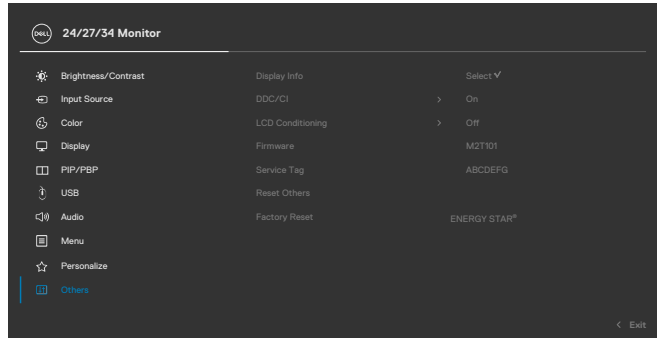 DELL 24/27/34 Monitor
Brightness/Contrast Display Info Select ✓
Input Source DDC/CI > On
Color LCD Conditioning > Off
Display Firmware M2T101
PIP/PBP Service Tag ABCDEFG
USB Reset Others
Audio Factory Reset ENERGY STAR®
Menu
Personalize
Others
< Exit